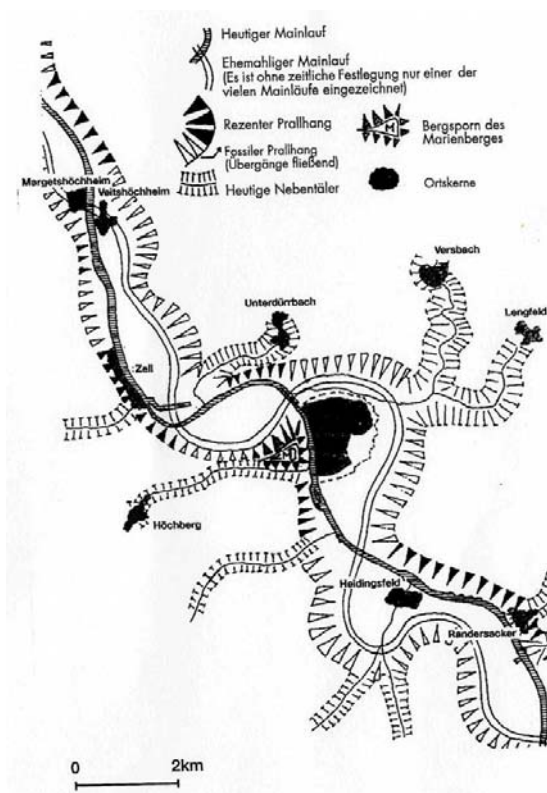 Heutiger Mainlauf
Ehemahliger Mainlauf
(Es ist ohne zeitliche Festlegung nur einer der
vielen Mainläufe eingezeichnet)
Rezenter Prallhang
Fossiler Prallhang
(Übergänge fließend)
Heutige Nebentäler
M
Bergsporn des
Marienberges
Ortskerne
Margetshöchheim
Veitshöchheim
Versbach
Unterdürrbach
Lengfeld
Zell
M
Höchberg
Heidingsfeld
Randersacker
0 2km